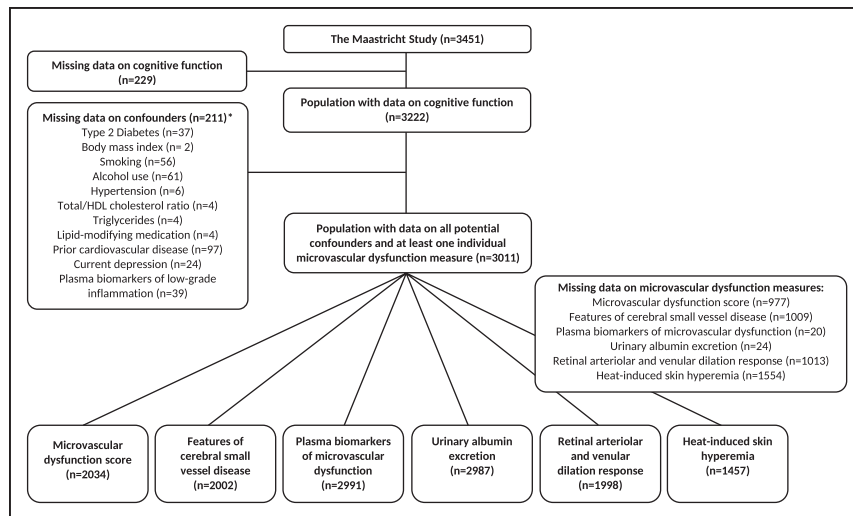 The Maastricht Study (n=3451)
Missing data on cognitive function
(n=229)
Population with data on cognitive function
(n=3222)
Missing data on confounders (n=211)*
Type 2 Diabetes (n=37)
Body mass index (n= 2)
Smoking (n=56)
Alcohol use (n=61)
Hypertension (n=6)
Total/HDL cholesterol ratio (n=4)
Triglycerides (n=4)
Lipid-modifying medication (n=4)
Prior cardiovascular disease (n=97)
Current depression (n=24)
Plasma biomarkers of low-grade
inflammation (n=39)
Population with data on all potential
confounders and at least one individual
microvascular dysfunction measure (n=3011)
Missing data on microvascular dysfunction measures:
Microvascular dysfunction score (n=977)
Features of cerebral small vessel disease (n=1009)
Plasma biomarkers of microvascular dysfunction (n=20)
Urinary albumin excretion (n=24)
Retinal arteriolar and venular dilation response (n=1013)
Heat-induced skin hyperemia (n=1554)
Microvascular
dysfunction score
(n=2034)
Features of
cerebral small
vessel disease
(n=2002)
Plasma biomarkers
of microvascular
dysfunction
(n=2991)
Urinary albumin
excretion
(n=2987)
Retinal arteriolar
and venular
dilation response
(n=1998)
Heat-induced skin
hyperemia
(n=1457)